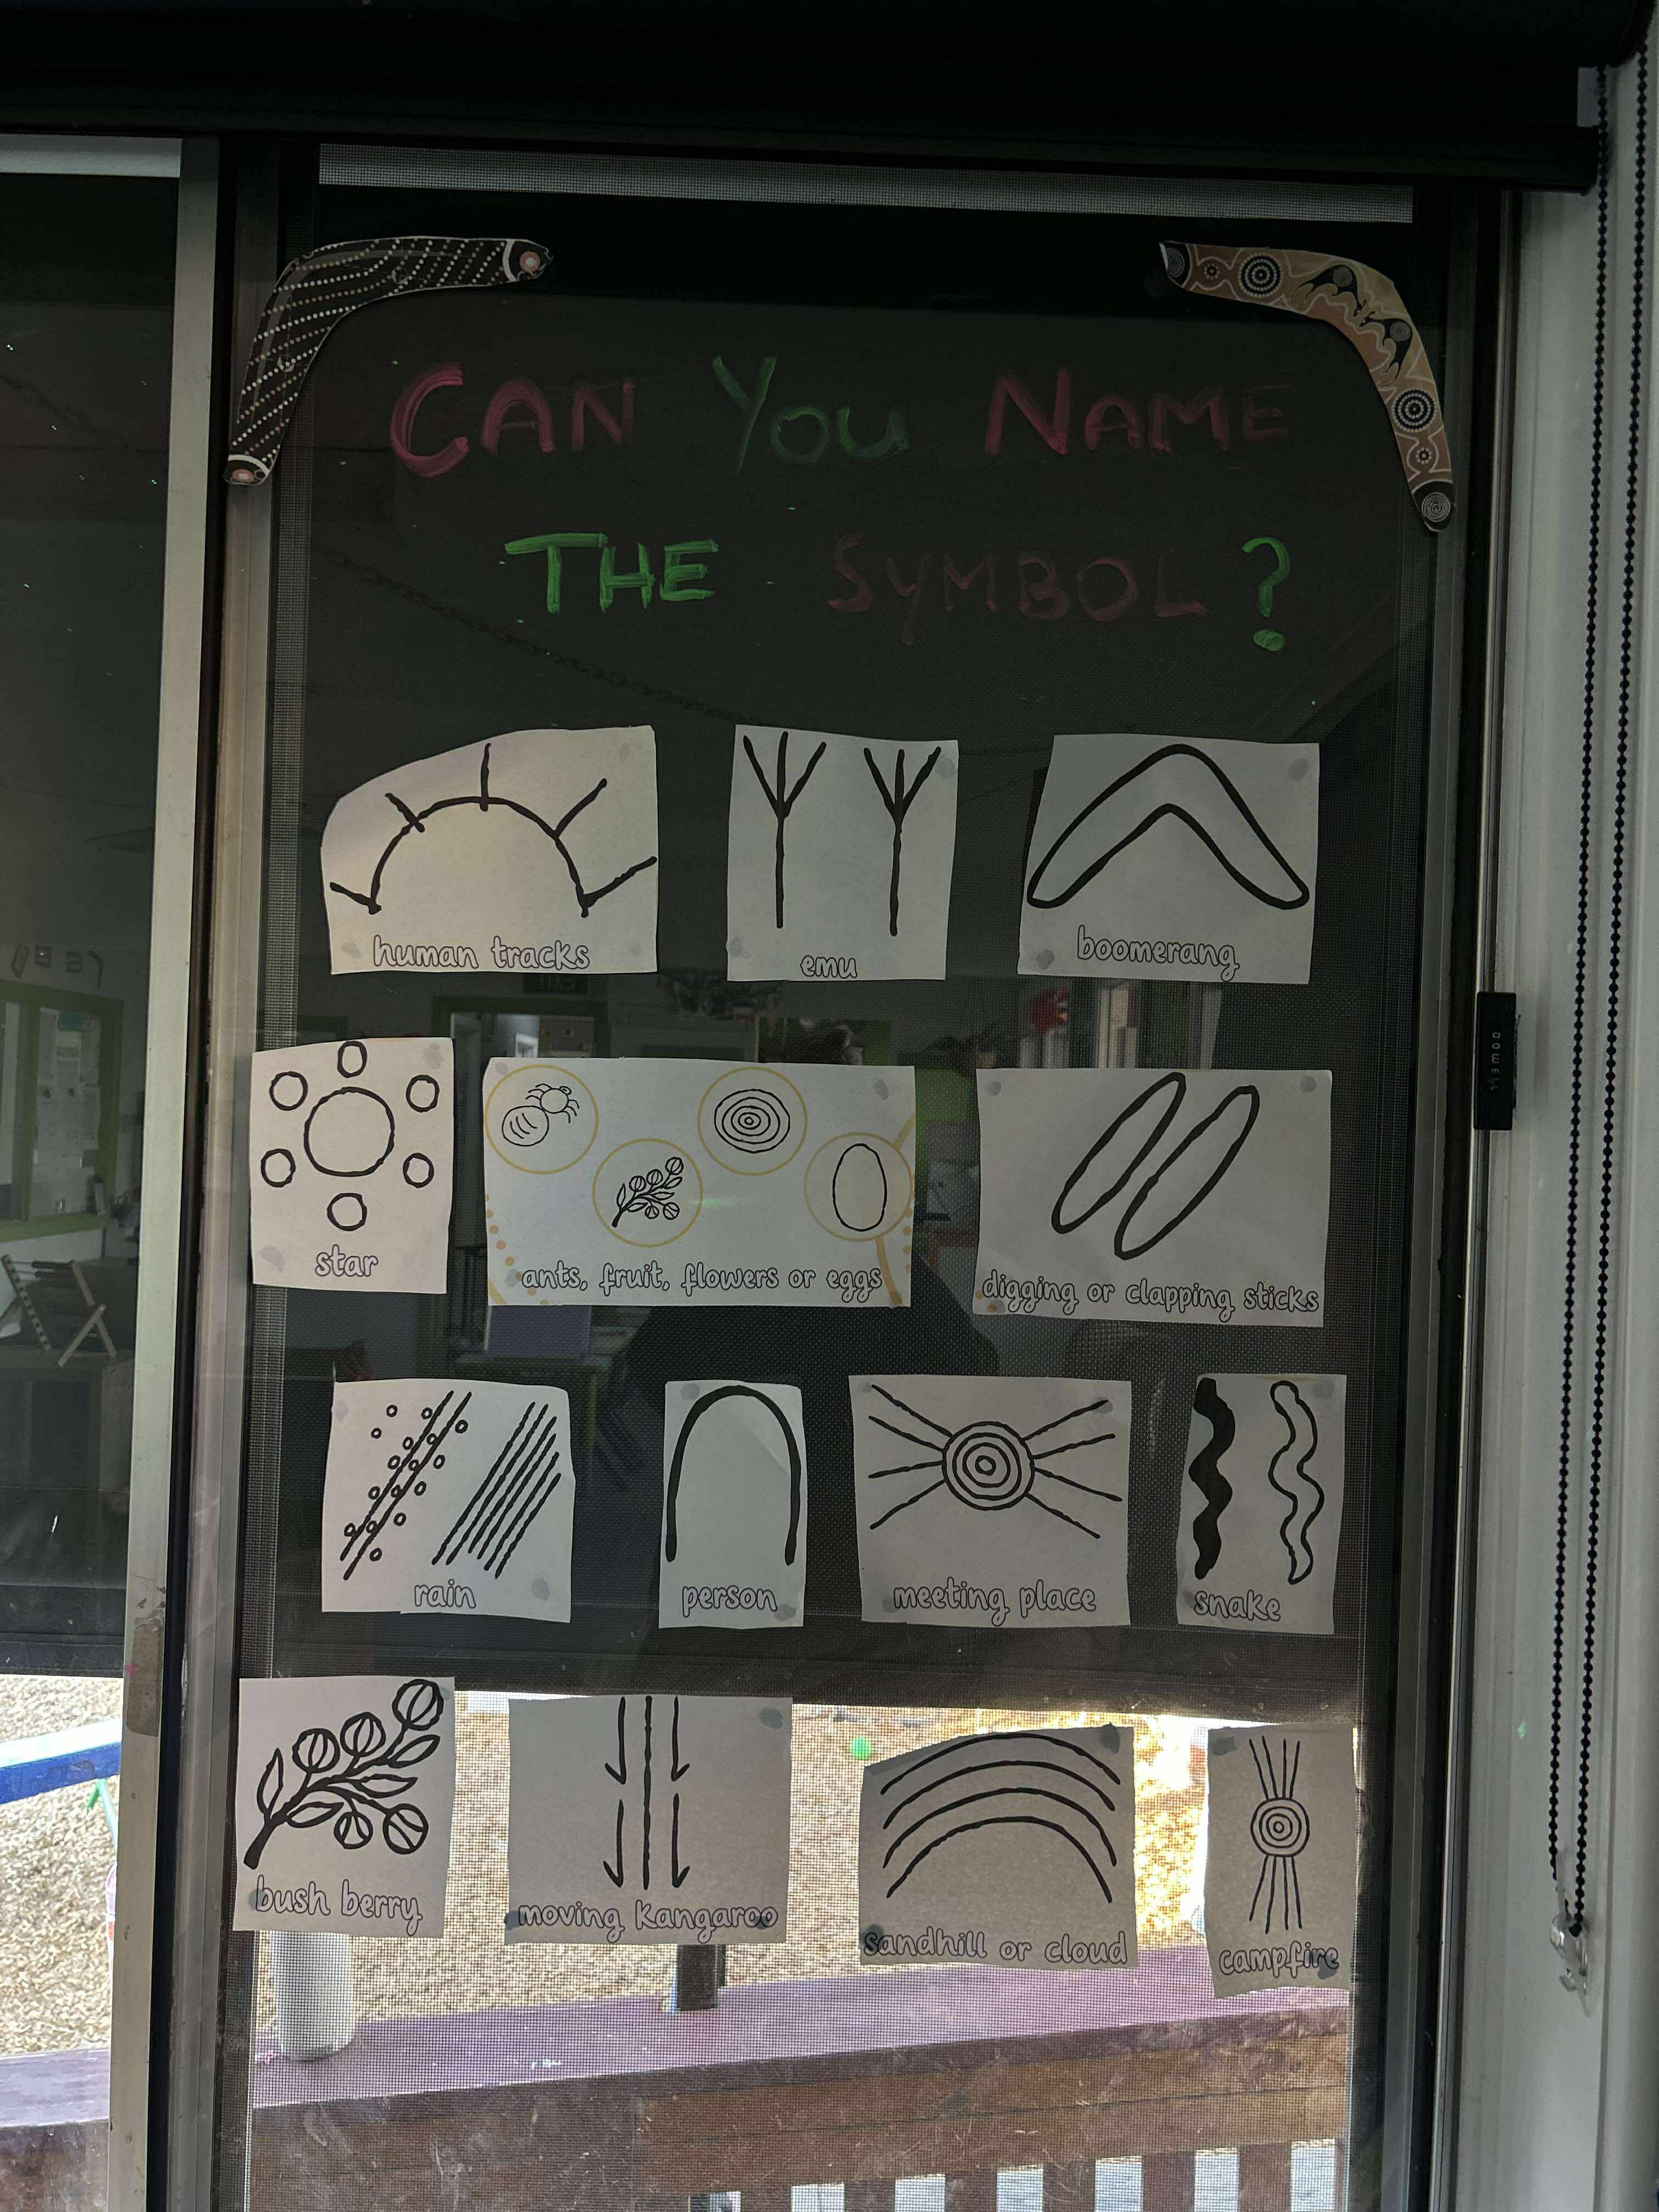 CAN YOU NAME
THE SYMBOL?
human tracks
emu
boomerang
star
ants, fruit, flowers or eggs
digging or clapping sticks
rain
person
meeting place
snake
bush berry
moving kangaroo
sandhill or cloud
campfire